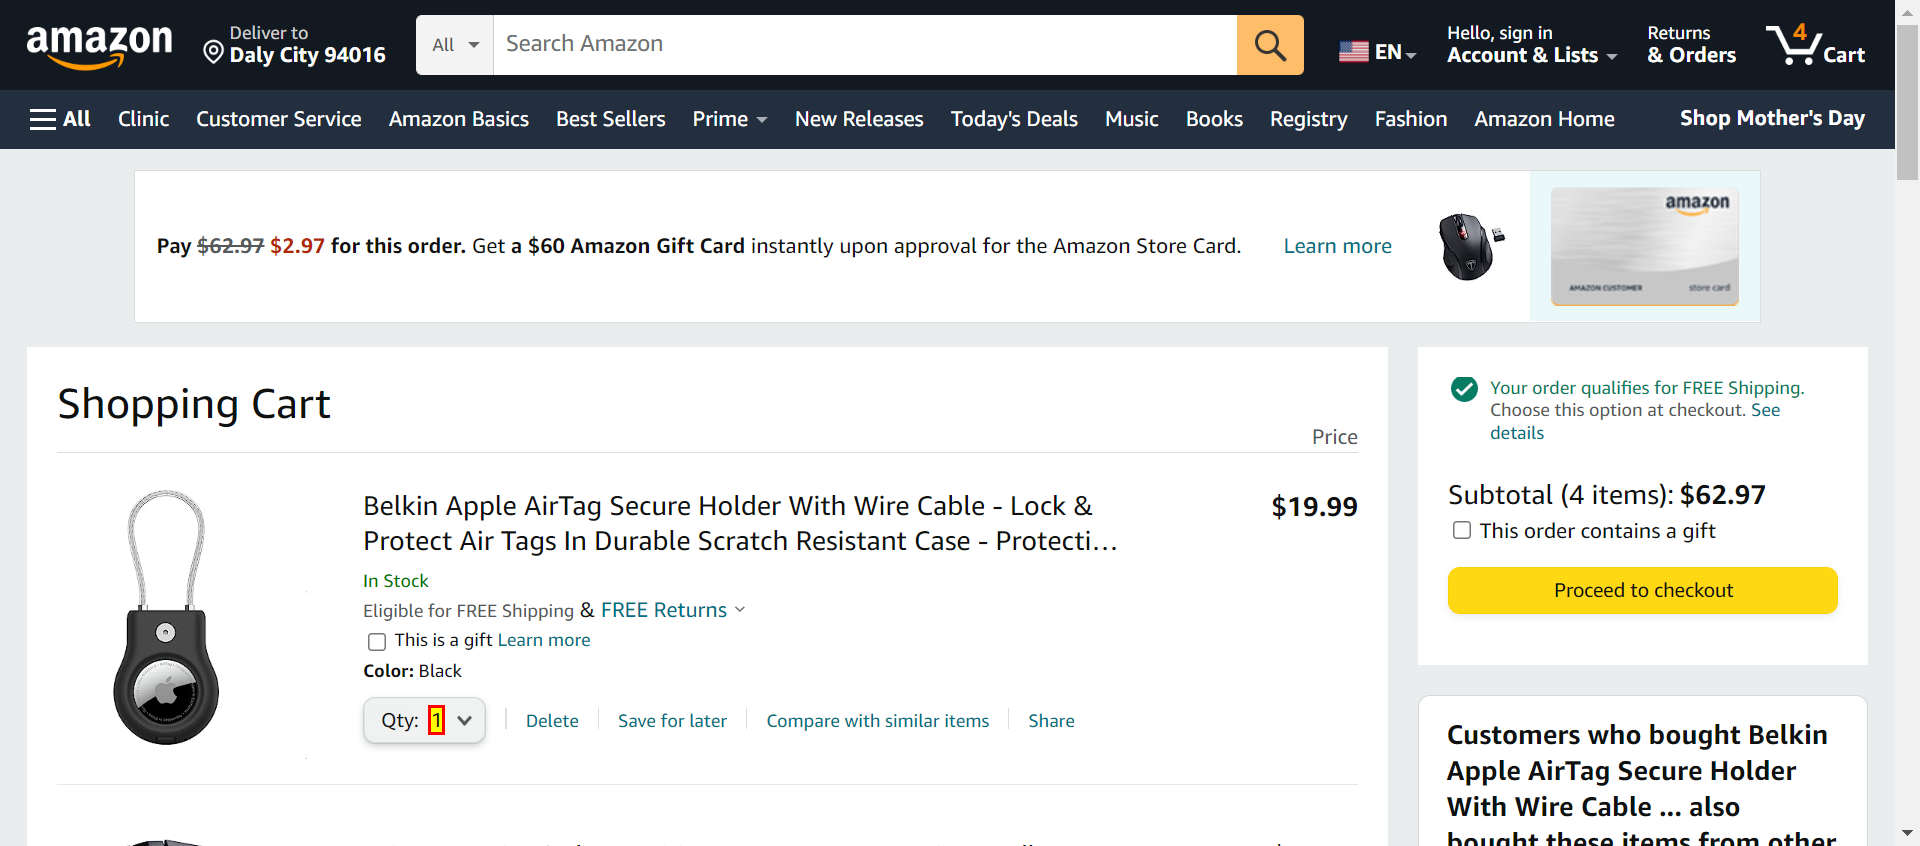 amazon
Deliver to
Daly City 94016
All
Search Amazon
EN
Hello, sign in
Account & Lists
Returns
& Orders
4
Cart
All
Clinic
Customer Service
Amazon Basics
Best Sellers
Prime
New Releases
Today's Deals
Music
Books
Registry
Fashion
Amazon Home
Shop Mother's Day
Pay $62.97 $2.97 for this order. Get a $60 Amazon Gift Card instantly upon approval for the Amazon Store Card.
Learn more
amazon
AMAZON CUSTOMER
store card
Shopping Cart
Price
Belkin Apple AirTag Secure Holder With Wire Cable - Lock &
Protect Air Tags In Durable Scratch Resistant Case - Protecti…
$19.99
In Stock
Eligible for FREE Shipping & FREE Returns
This is a gift Learn more
Color: Black
Qty: 1
Delete
Save for later
Compare with similar items
Share
Your order qualifies for FREE Shipping.
Choose this option at checkout. See
details
Subtotal (4 items): $62.97
This order contains a gift
Proceed to checkout
Customers who bought Belkin
Apple AirTag Secure Holder
With Wire Cable ... also
bought these items from other